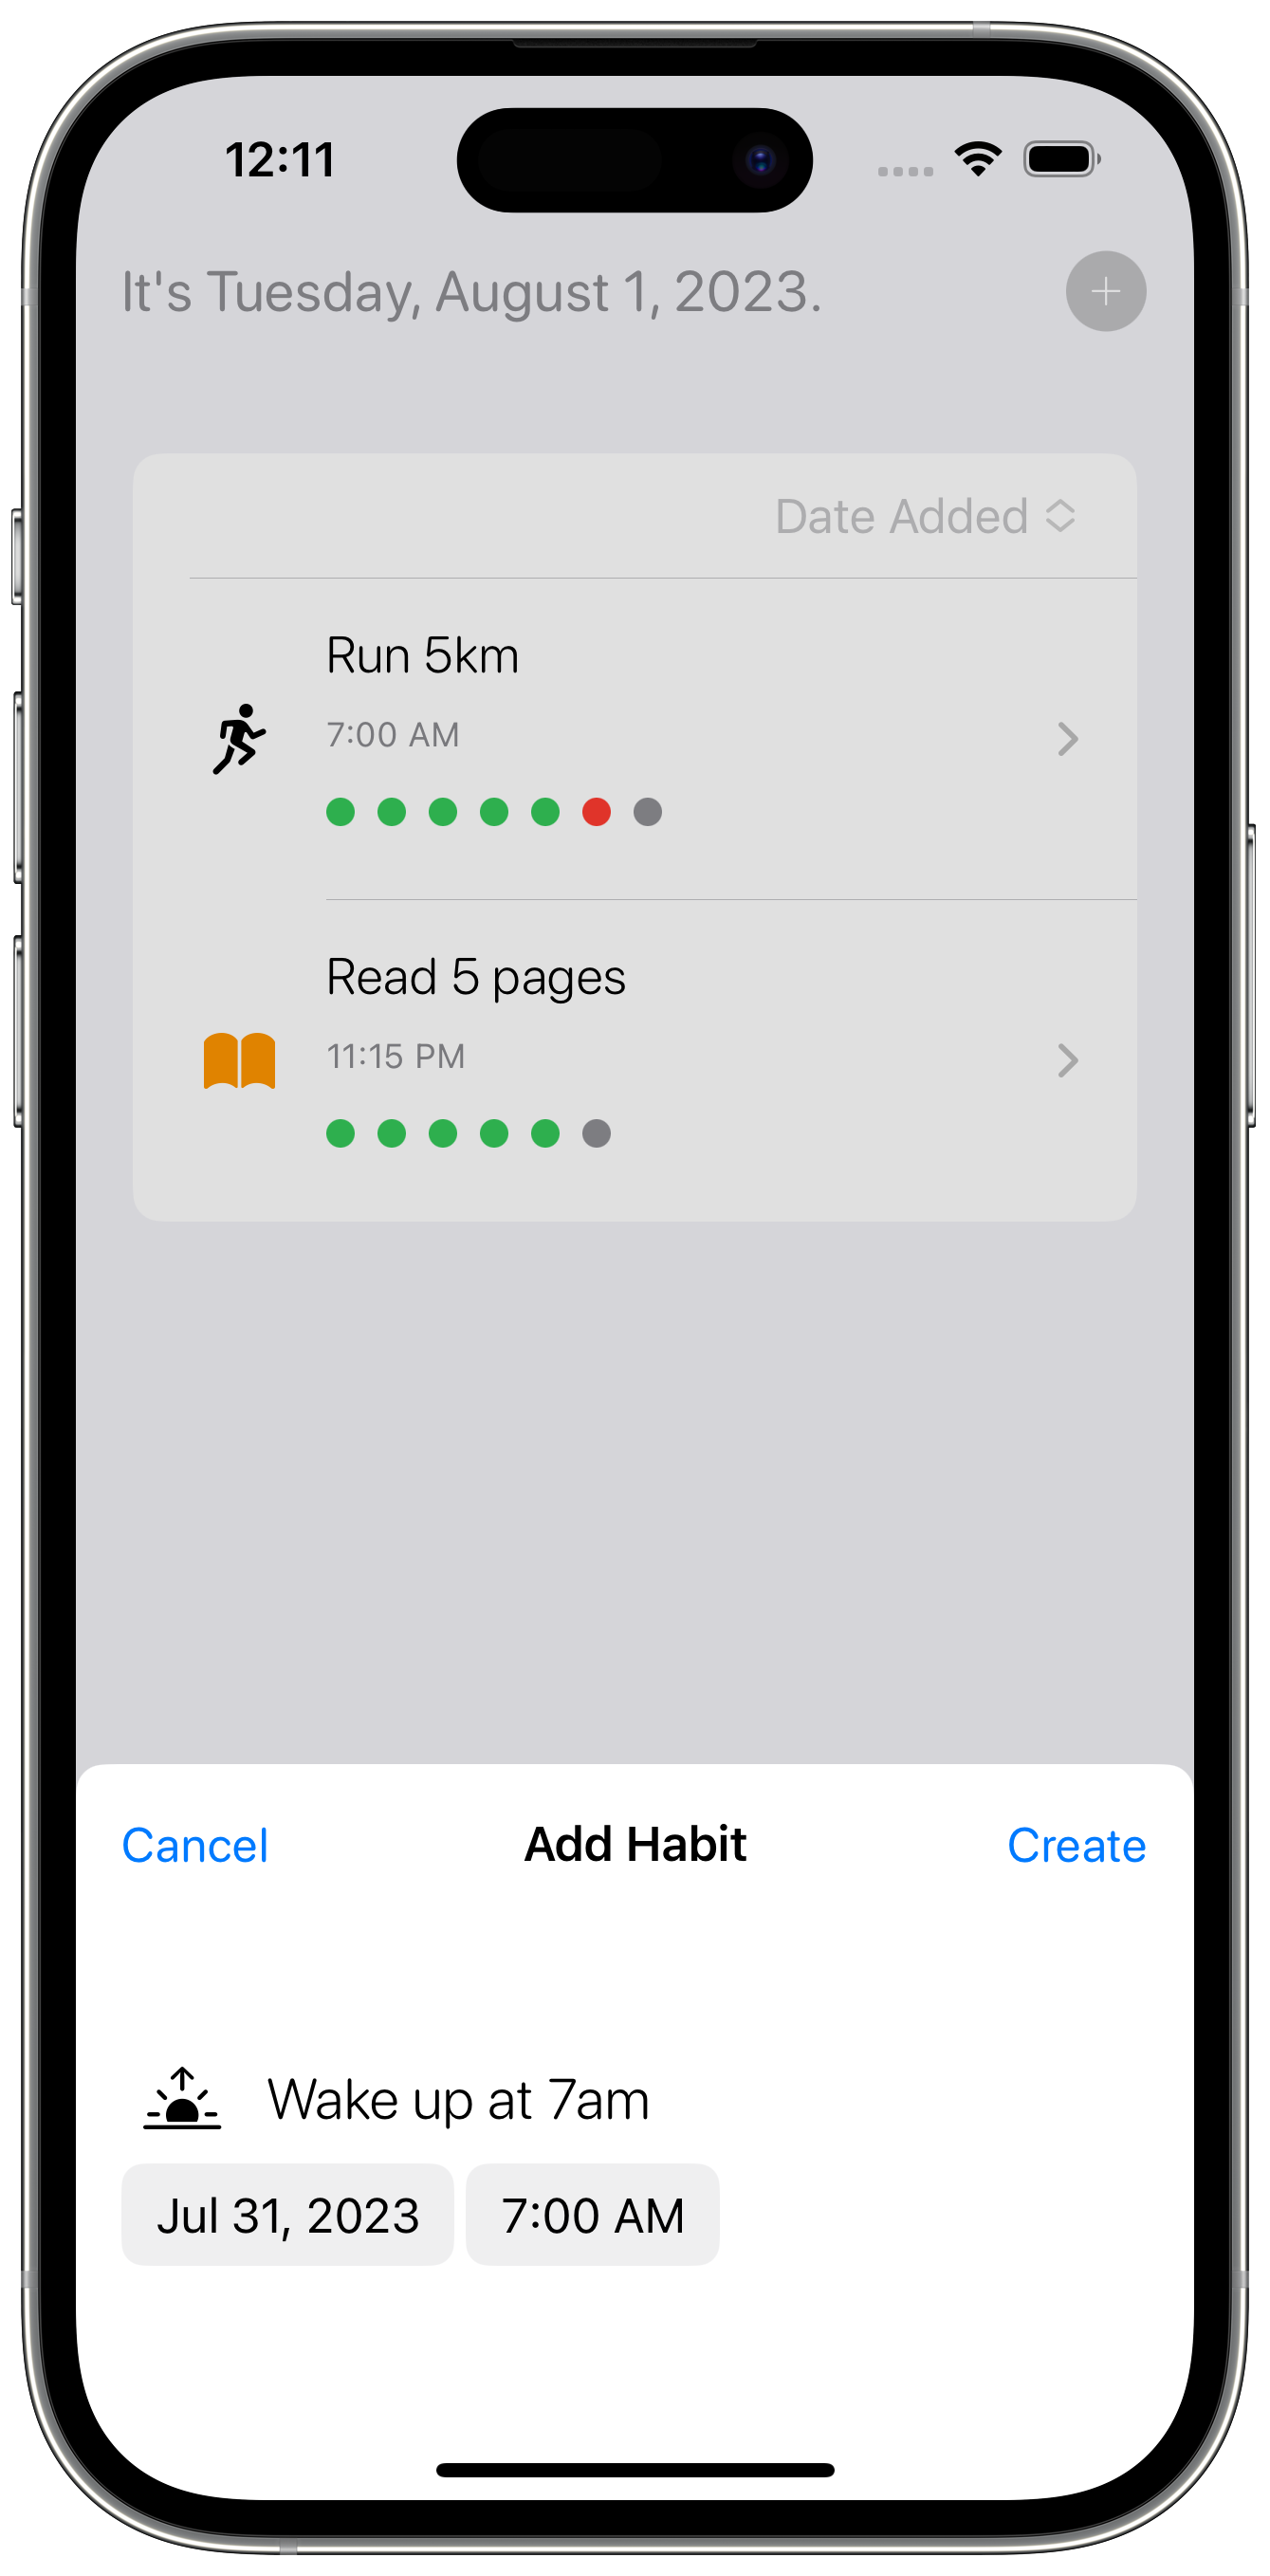 12:11
It's Tuesday, August 1, 2023.
Date Added
Run 5km
7:00 AM
Read 5 pages
11:15 PM
Cancel Add Habit Create
Wake up at 7am
Jul 31, 2023 7:00 AM